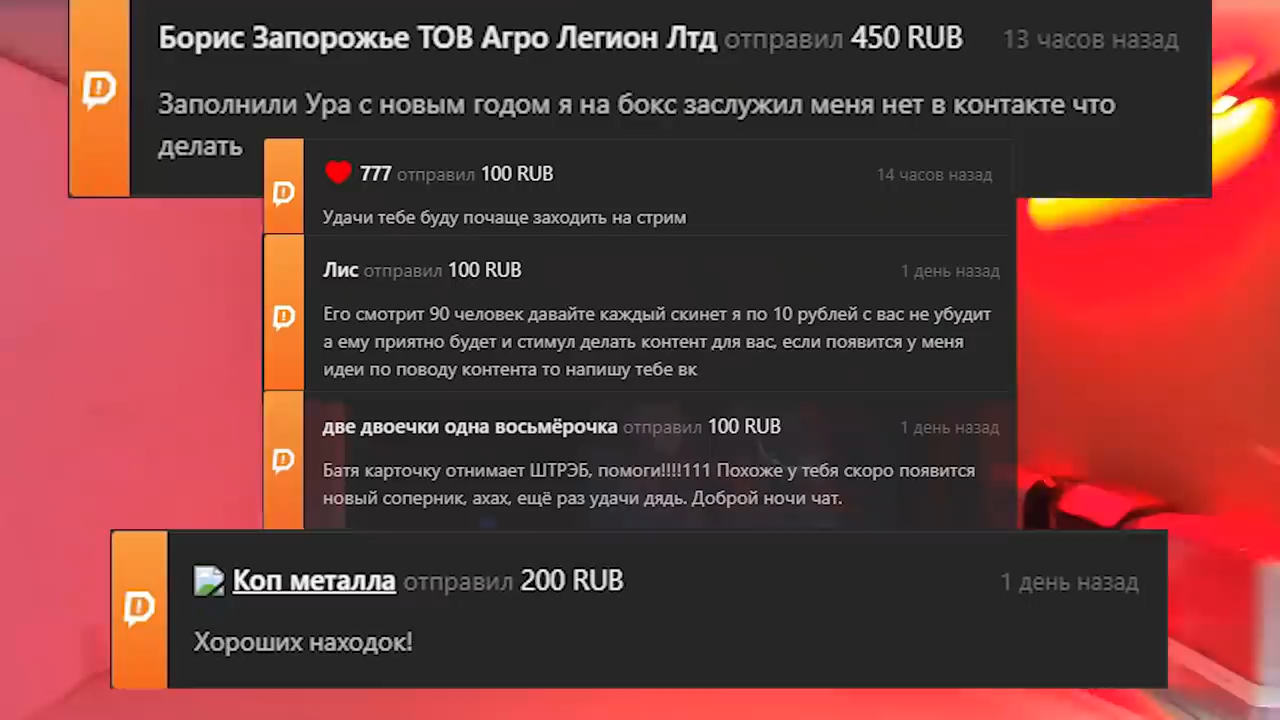 Борис Запорожье ТОВ Агро Легион Лтд отправил 450 RUB 13 часов назад
Заполнили Ура с новым годом я на бокс заслужил меня нет в контакте что
делать
777 отправил 100 RUB 14 часов назад
Удачи тебе буду почаще заходить на стрим
Лис отправил 100 RUB 1 день назад
Его смотрит 90 человек давайте каждый скинет я по 10 рублей с вас не убудит
а ему приятно будет и стимул делать контент для вас, если появится у меня
идеи по поводу контента то напишу тебе вк
две двоечки одна восьмёрочка отправил 100 RUB 1 день назад
Батя карточку отнимает ШТРЭБ, помоги!!!!111 Похоже у тебя скоро появится
новый соперник, ахах, ещё раз удачи дядь. Доброй ночи чат.
Коп металла отправил 200 RUB 1 день назад
Хороших находок!